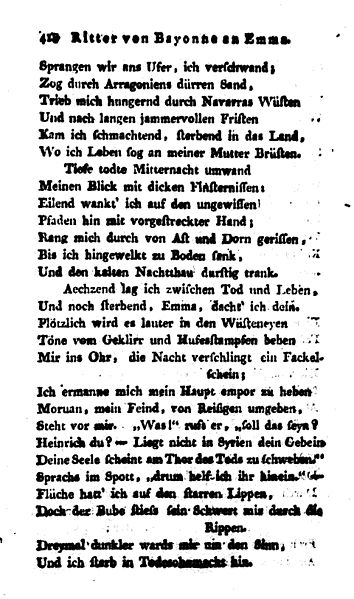 428 Ritter von Bayonne an Emma.
Sprangen wir ans Ufer, ich verschwand;
Zog durch Arragoniens dürren Sand,
Trieb mich hungernd durch Navarras Wüsten
Und nach langen jammervollen Fristen
Kam ich schmachtend, sterbend in das Land,
Wo ich Leben sog an meiner Mutter Brüsten.
Tiefe todte Mitternacht umwand
Meinen Blick mit dicken Finsternissen;
Eilend wankt' ich auf den ungewissen
Pfaden hin mit vorgestreckter Hand;
Rang mich durch von Ast und Dorn gerissen,
Bis ich hingewelkt zu Boden sank,
Und den kalten Nachtthau durstig trank.
Aechzend lag ich zwischen Tod und Leben,
Und noch sterbend, Emma, dacht' ich dein.
Plötzlich wird es lauter in den Wüsteneyen
Töne vom Geklirr und Hufesstampfen beben
Mir ins Ohr, die Nacht verschlingt ein Fackel-
schein;
Ich ermanne mich mein Haupt empor zu heben
Moruan, mein Feind, von Reisigen umgeben,
Steht vor mir. „Was!" ruft er, „soll das seyn?
Heinrich du? — Liegt nicht in Syrien dein Gebein
Deine Seele scheint am Thor des Tods zu schweben."
Sprachs im Spott, „drum helf ich ihr hinein."
Flüche hatt' ich auf den starren Lippen,
Doch der Bube stiess sein Schwert mir durch die
Rippen.
Dreymal dunkler wards mir um den Sinn,
Und ich starb in Todesohnmacht hin.